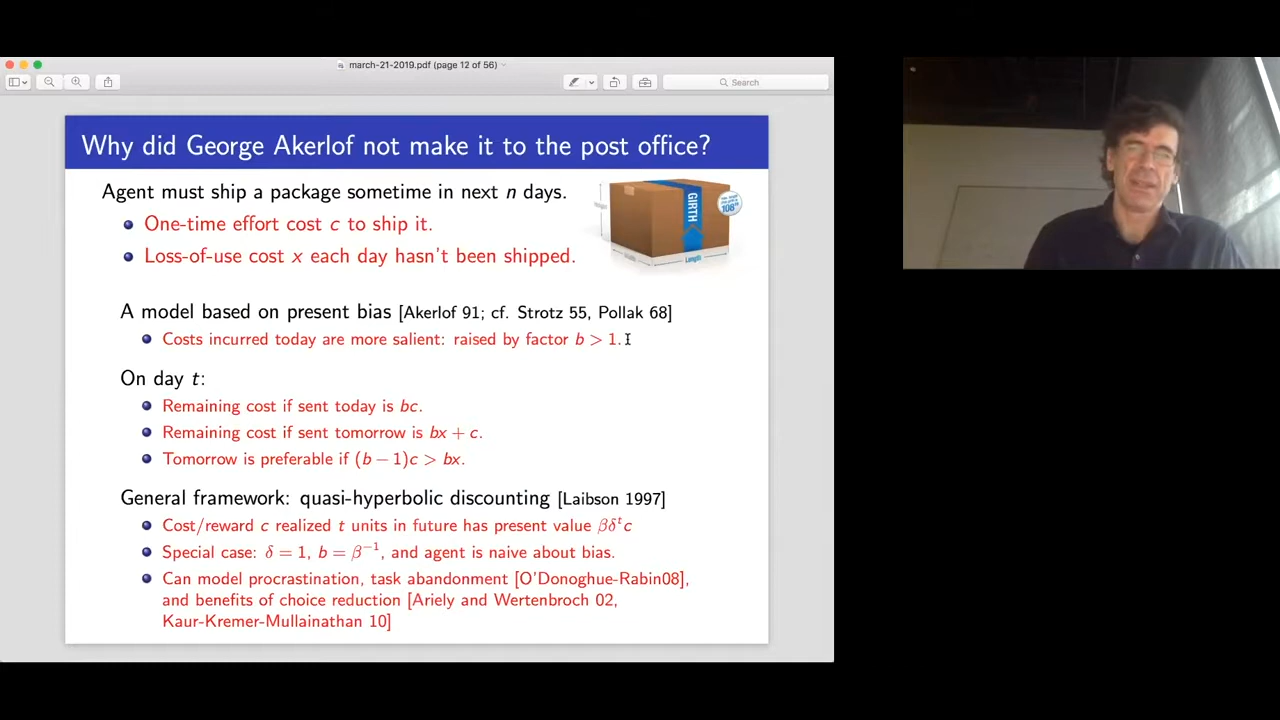 march-21-2019.pdf (page 12 of 56)
Search
Why did George Akerlof not make it to the post office?
Agent must ship a package sometime in next n days.
One-time effort cost c to ship it.
Loss-of-use cost x each day hasn't been shipped.
GIRTH
108"
Length
A model based on present bias [Akerlof 91; cf. Strotz 55, Pollak 68]
Costs incurred today are more salient: raised by factor b > 1.
On day t:
Remaining cost if sent today is bc.
Remaining cost if sent tomorrow is bx + c.
Tomorrow is preferable if (b − 1)c > bx.
General framework: quasi-hyperbolic discounting [Laibson 1997]
Cost/reward c realized t units in future has present value βδᵗc
Special case: δ = 1, b = β⁻¹, and agent is naive about bias.
Can model procrastination, task abandonment [O'Donoghue-Rabin08],
and benefits of choice reduction [Ariely and Wertenbroch 02,
Kaur-Kremer-Mullainathan 10]